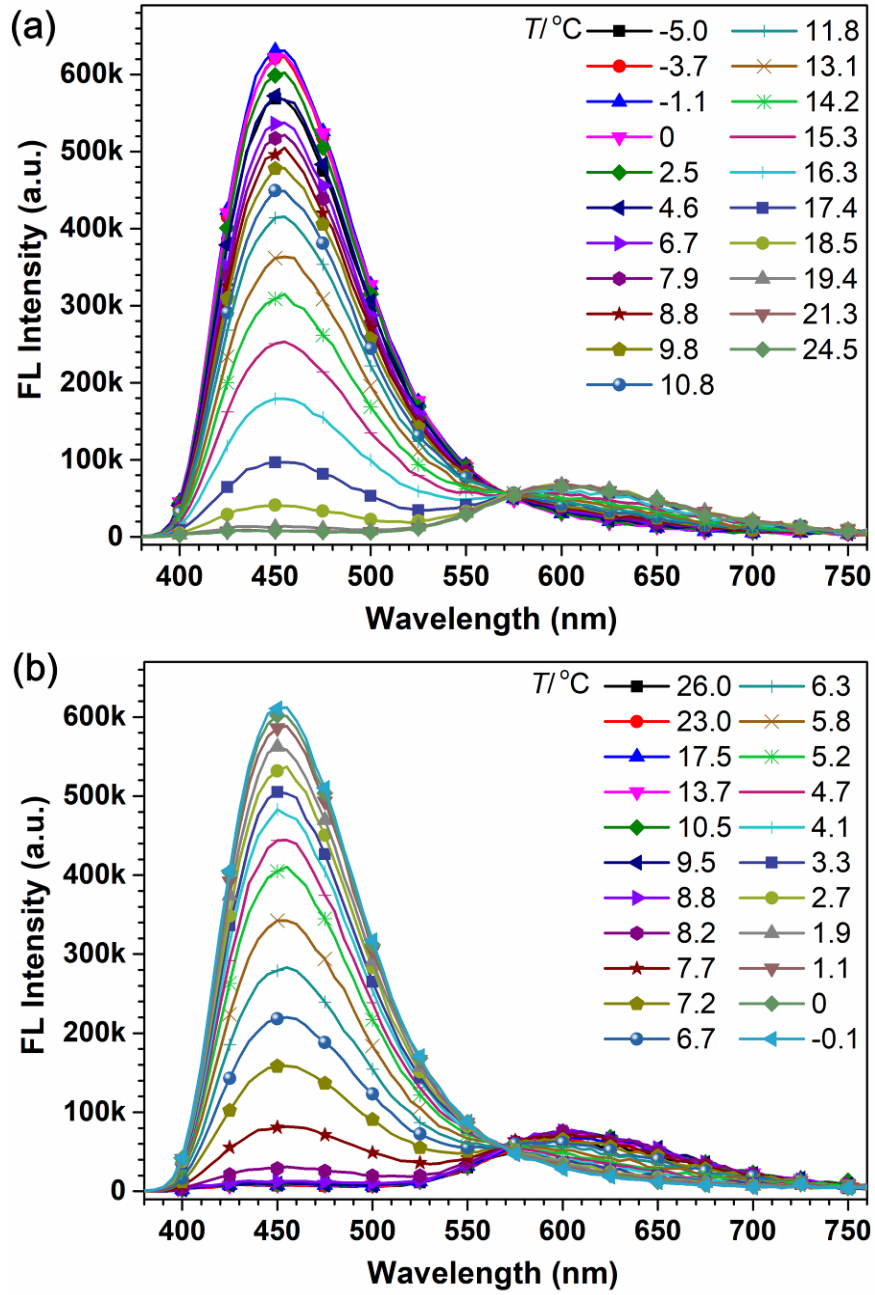 (a)
T/ °C
-5.0 11.8
-3.7 13.1
-1.1 14.2
0 15.3
2.5 16.3
4.6 17.4
6.7 18.5
7.9 19.4
8.8 21.3
9.8 24.5
10.8
FL Intensity (a.u.)
600k
500k
400k
300k
200k
100k
0
400 450 500 550 600 650 700 750
Wavelength (nm)
(b)
T/ °C
26.0 6.3
23.0 5.8
17.5 5.2
13.7 4.7
10.5 4.1
9.5 3.3
8.8 2.7
8.2 1.9
7.7 1.1
7.2 0
6.7 -0.1
FL Intensity (a.u.)
600k
500k
400k
300k
200k
100k
0
400 450 500 550 600 650 700 750
Wavelength (nm)